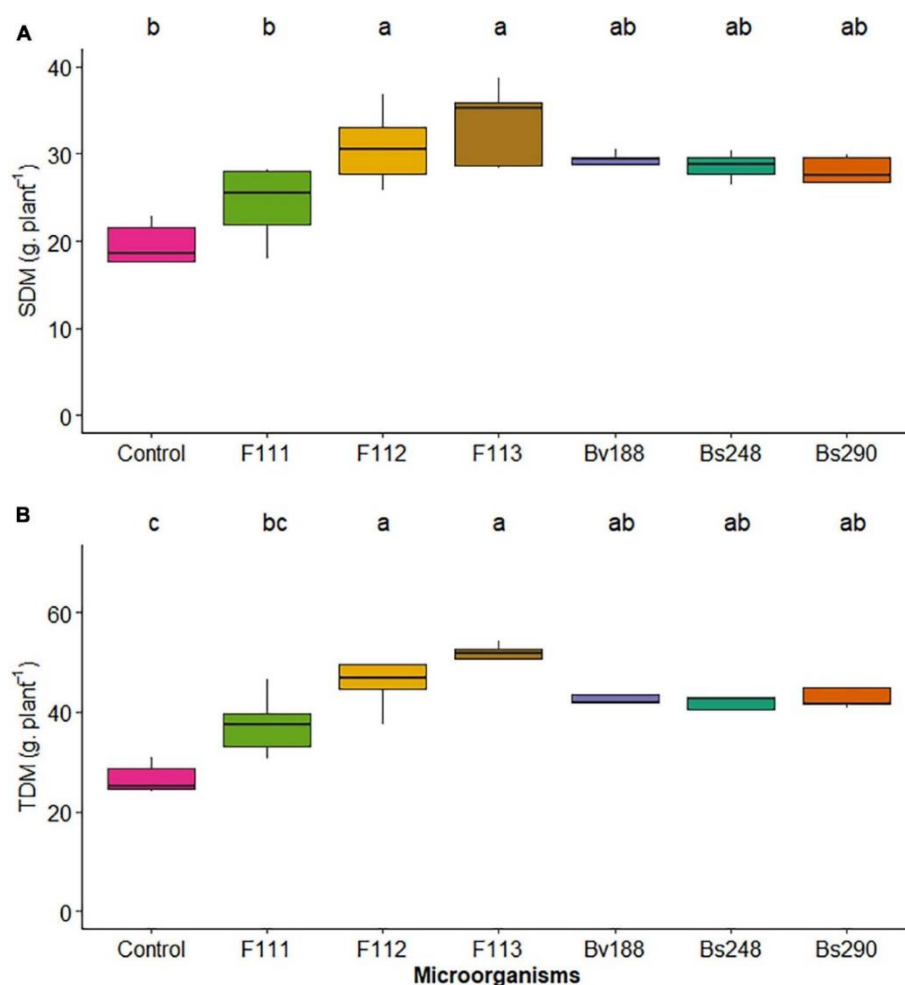 A
b b a a ab ab ab
SDM (g. plant⁻¹)
40
30
20
10
0
Control F111 F112 F113 Bv188 Bs248 Bs290
B
c bc a a ab ab ab
TDM (g. plant⁻¹)
60
40
20
0
Control F111 F112 F113 Bv188 Bs248 Bs290
Microorganisms